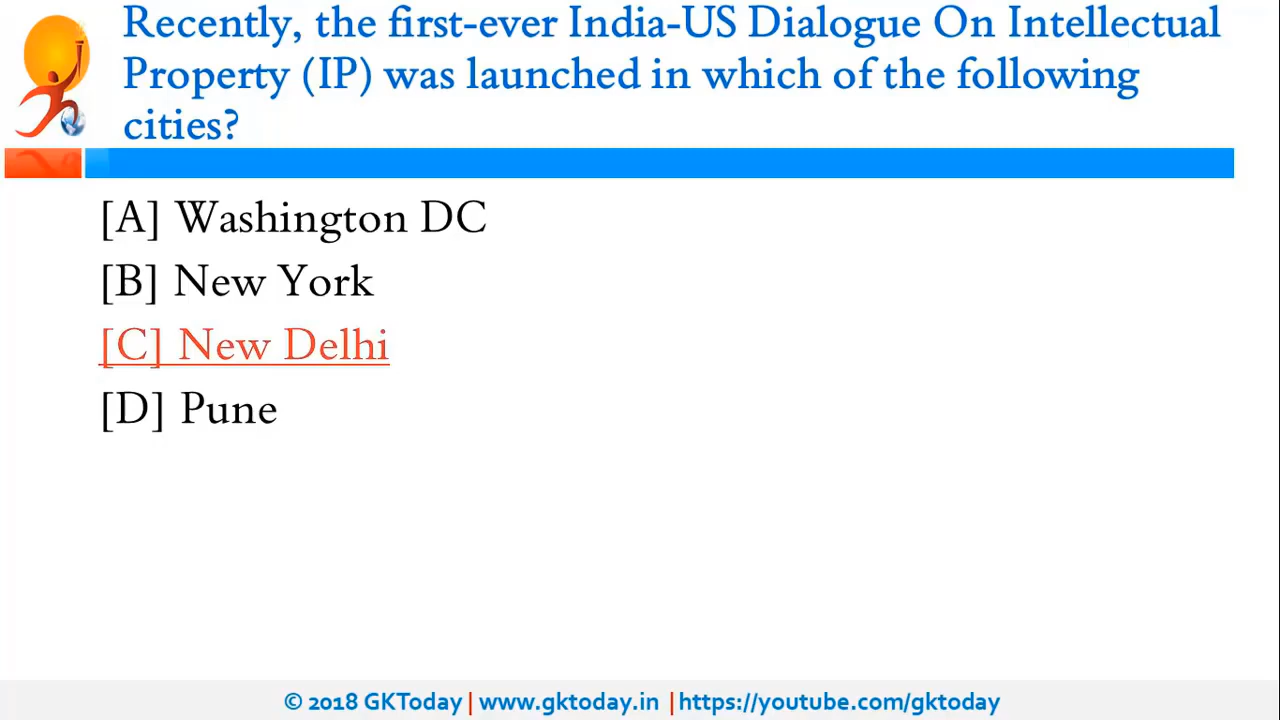 Recently, the first-ever India-US Dialogue On Intellectual
Property (IP) was launched in which of the following
cities?
[A] Washington DC
[B] New York
[C] New Delhi
[D] Pune
© 2018 GKToday | www.gktoday.in | https://youtube.com/gktoday